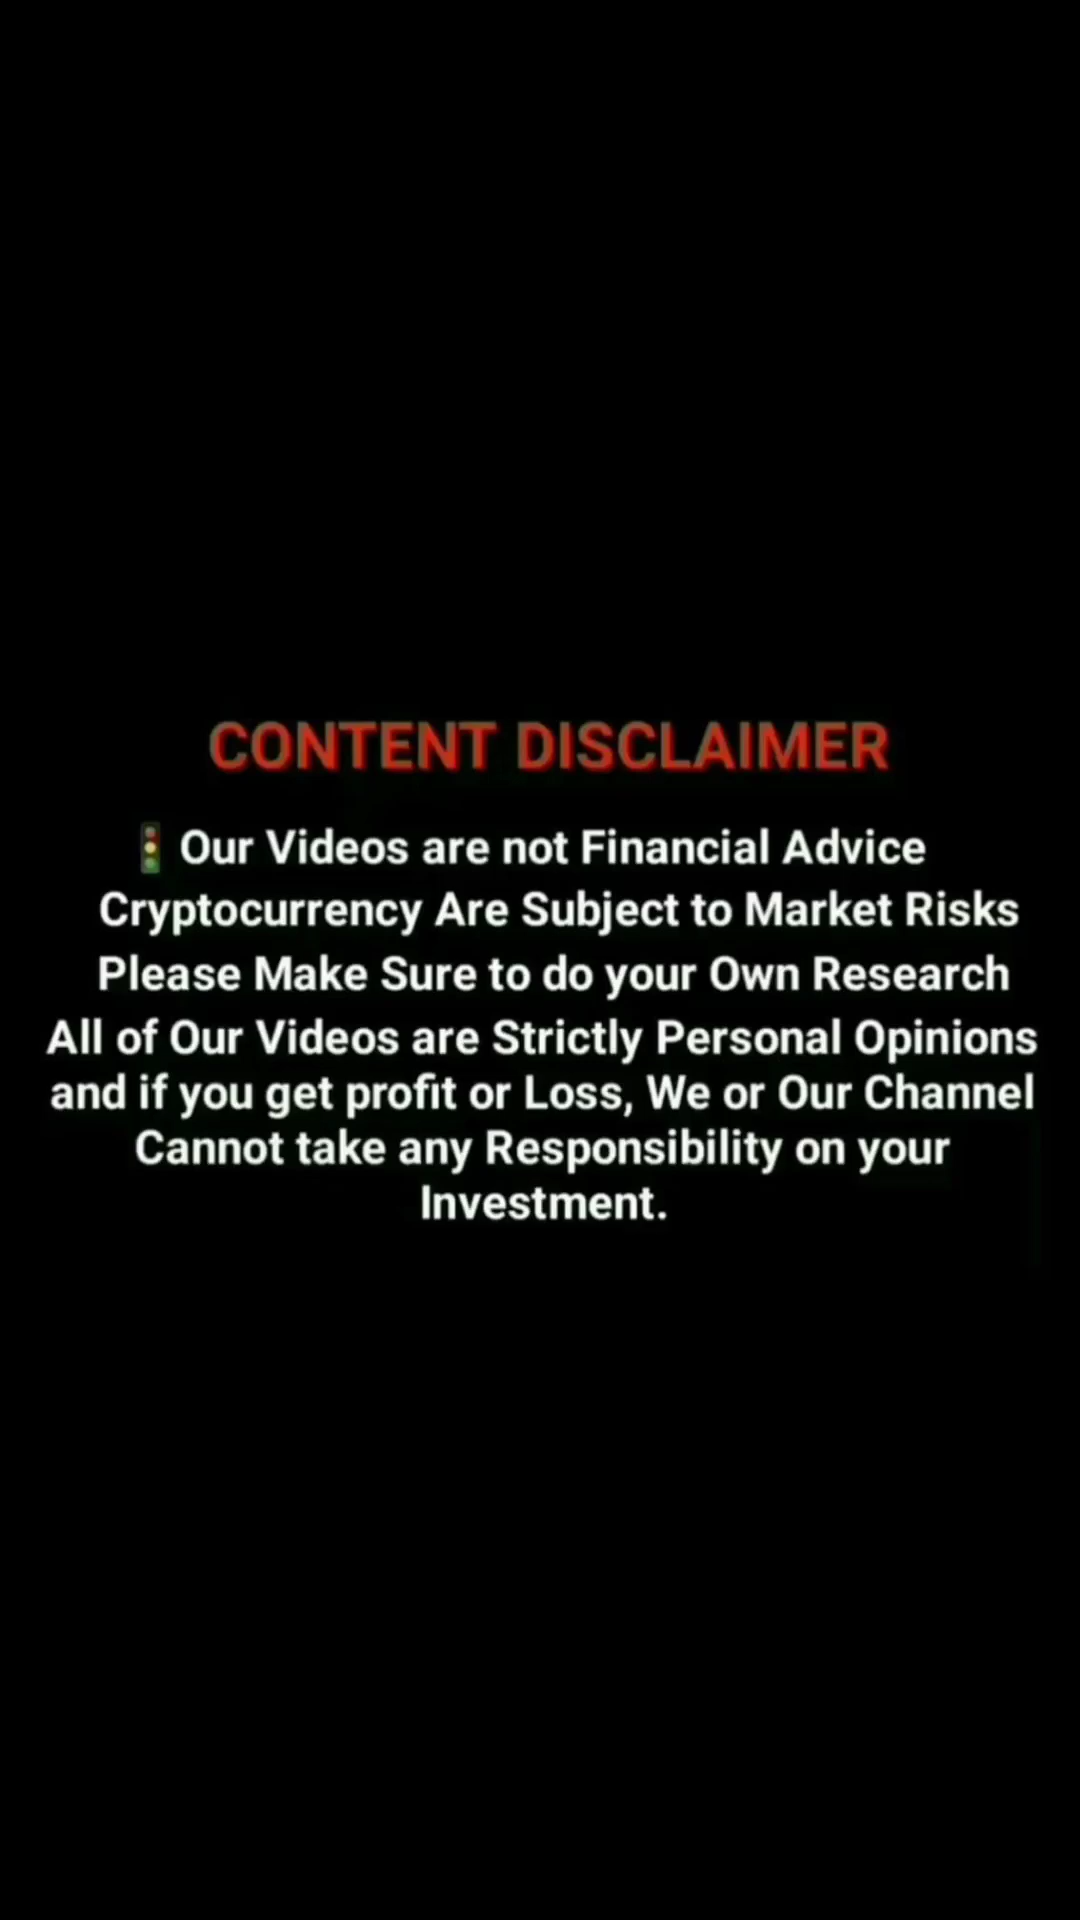 CONTENT DISCLAIMER
🚦 Our Videos are not Financial Advice
Cryptocurrency Are Subject to Market Risks
Please Make Sure to do your Own Research
All of Our Videos are Strictly Personal Opinions
and if you get profit or Loss, We or Our Channel
Cannot take any Responsibility on your
Investment.